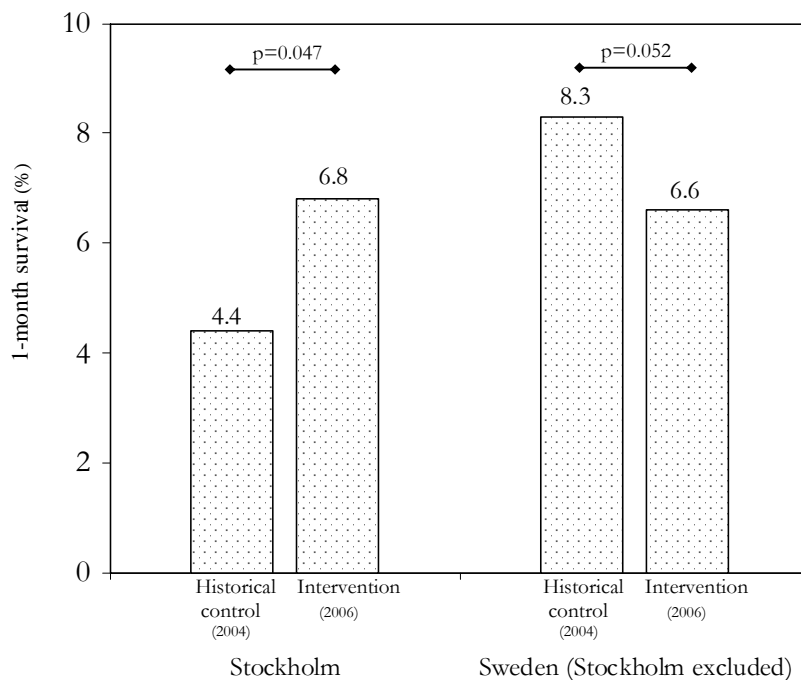 1-month survival (%)
10
8
6
4
2
0
p=0.047
p=0.052
4.4
6.8
8.3
6.6
Historical
control
(2004)
Intervention
(2006)
Historical
control
(2004)
Intervention
(2006)
Stockholm
Sweden (Stockholm excluded)